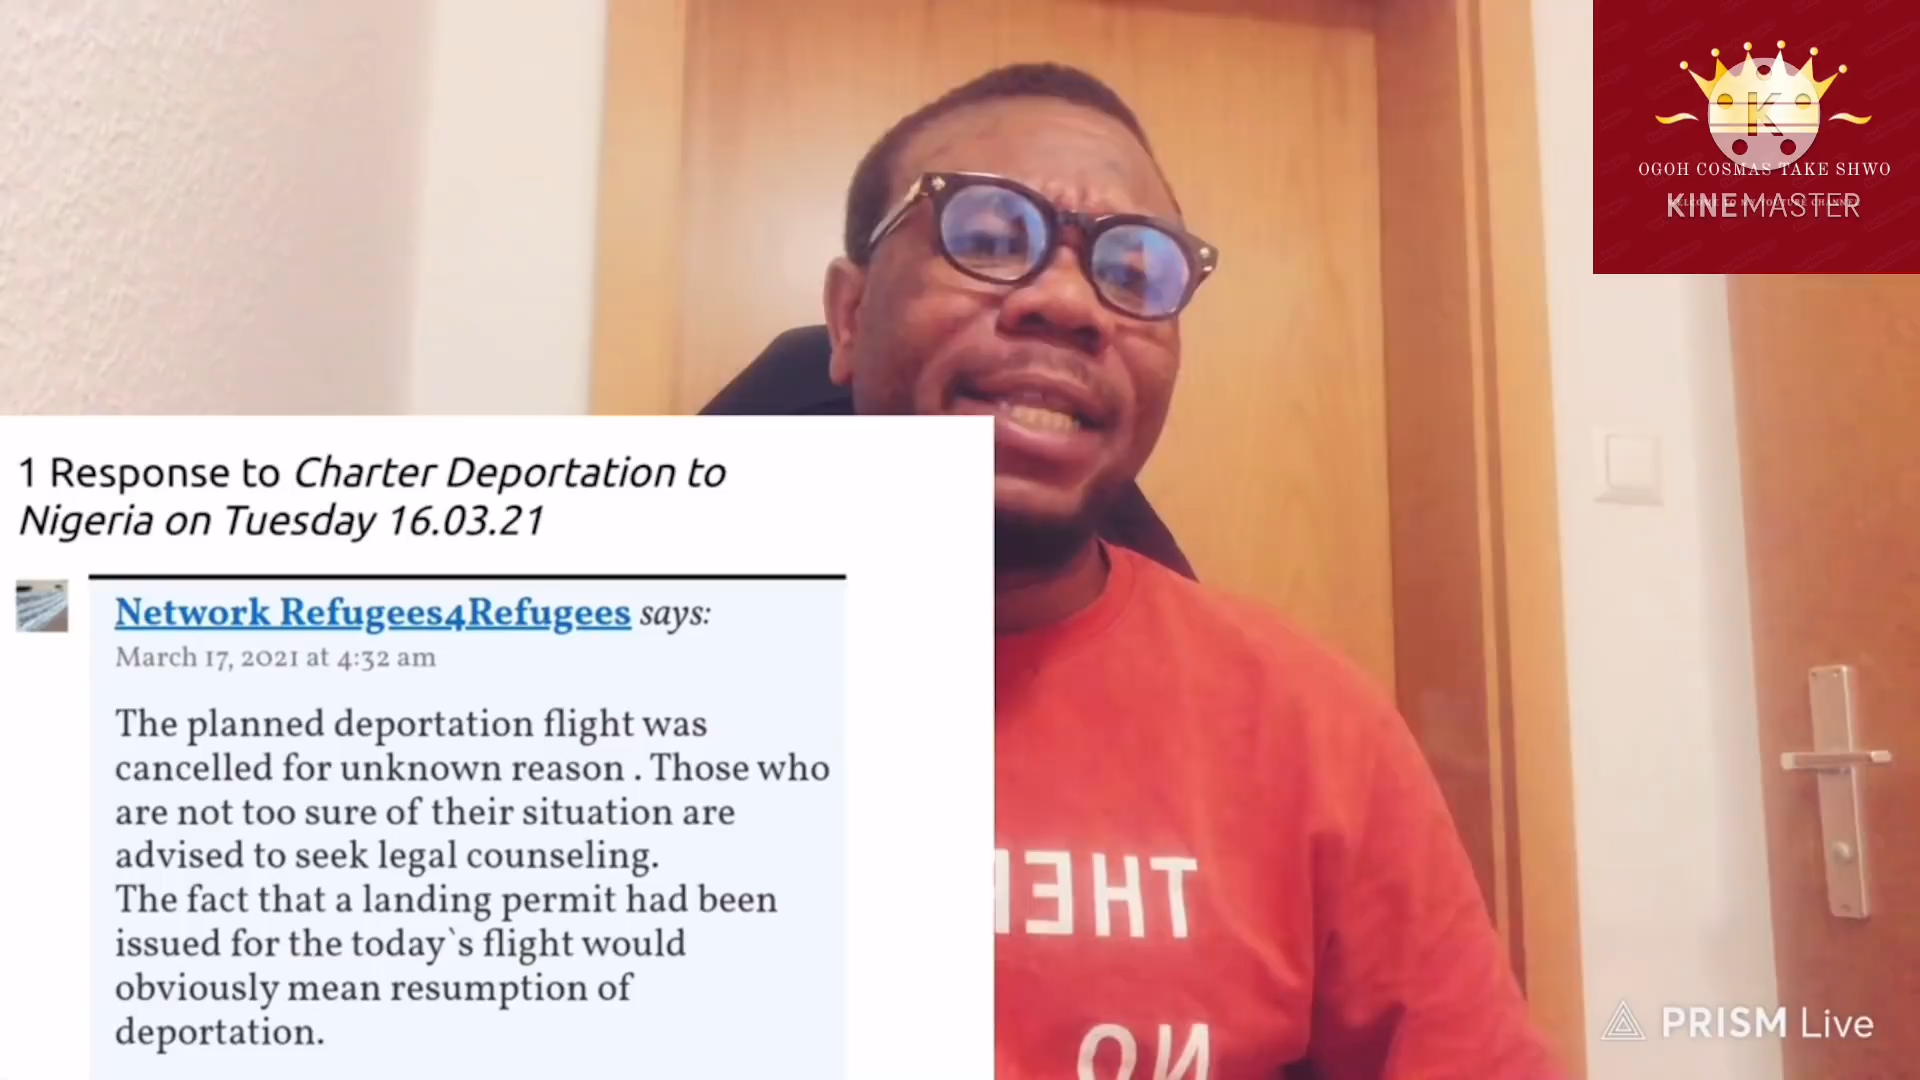 K
OGOH COSMAS TAKE SHWO
KINEMASTER
1 Response to Charter Deportation to
Nigeria on Tuesday 16.03.21
Network Refugees4Refugees says:
March 17, 2021 at 4:32 am
The planned deportation flight was
cancelled for unknown reason . Those who
are not too sure of their situation are
advised to seek legal counseling.
The fact that a landing permit had been
issued for the today`s flight would
obviously mean resumption of
deportation.
THE
NO
PRISM Live